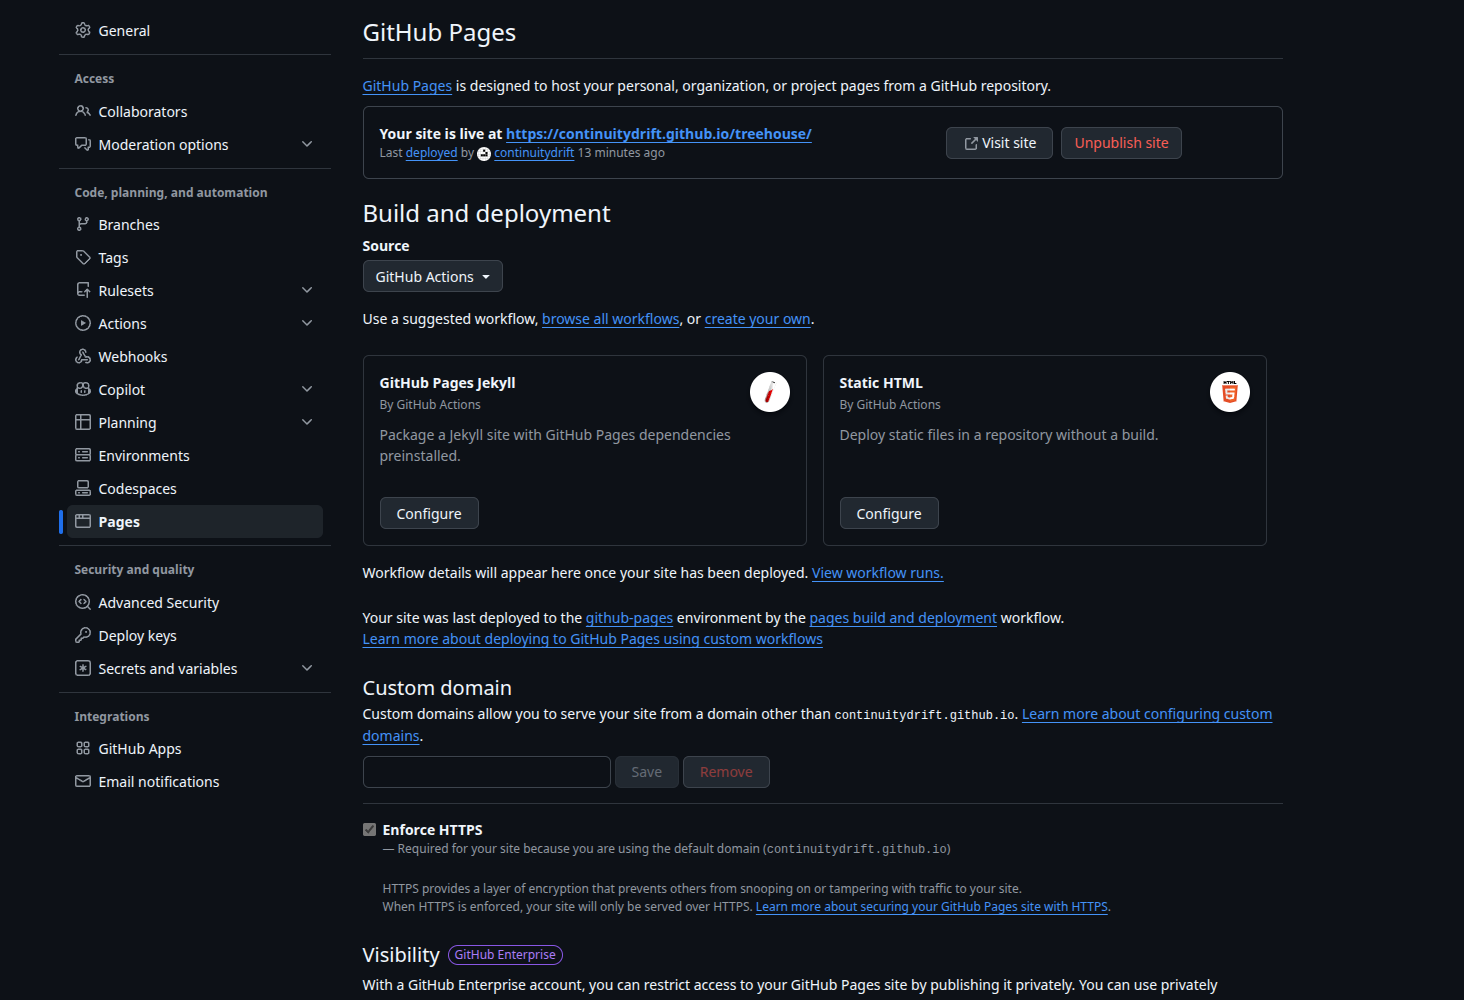 General
Access
Collaborators
Moderation options
Code, planning, and automation
Branches
Tags
Rulesets
Actions
Webhooks
Copilot
Planning
Environments
Codespaces
Pages
Security and quality
Advanced Security
Deploy keys
Secrets and variables
Integrations
GitHub Apps
Email notifications
GitHub Pages
GitHub Pages is designed to host your personal, organization, or project pages from a GitHub repository.
Your site is live at https://continuitydrift.github.io/treehouse/
Last deployed by continuitydrift 13 minutes ago
Visit site
Unpublish site
Build and deployment
Source
GitHub Actions
Use a suggested workflow, browse all workflows, or create your own.
GitHub Pages Jekyll
By GitHub Actions
Package a Jekyll site with GitHub Pages dependencies
preinstalled.
Configure
Static HTML
By GitHub Actions
HTML
Deploy static files in a repository without a build.
Configure
Workflow details will appear here once your site has been deployed. View workflow runs.
Your site was last deployed to the github-pages environment by the pages build and deployment workflow.
Learn more about deploying to GitHub Pages using custom workflows
Custom domain
Custom domains allow you to serve your site from a domain other than continuitydrift.github.io. Learn more about configuring custom
domains.
Save
Remove
Enforce HTTPS
— Required for your site because you are using the default domain (continuitydrift.github.io)
HTTPS provides a layer of encryption that prevents others from snooping on or tampering with traffic to your site.
When HTTPS is enforced, your site will only be served over HTTPS. Learn more about securing your GitHub Pages site with HTTPS.
Visibility GitHub Enterprise
With a GitHub Enterprise account, you can restrict access to your GitHub Pages site by publishing it privately. You can use privately